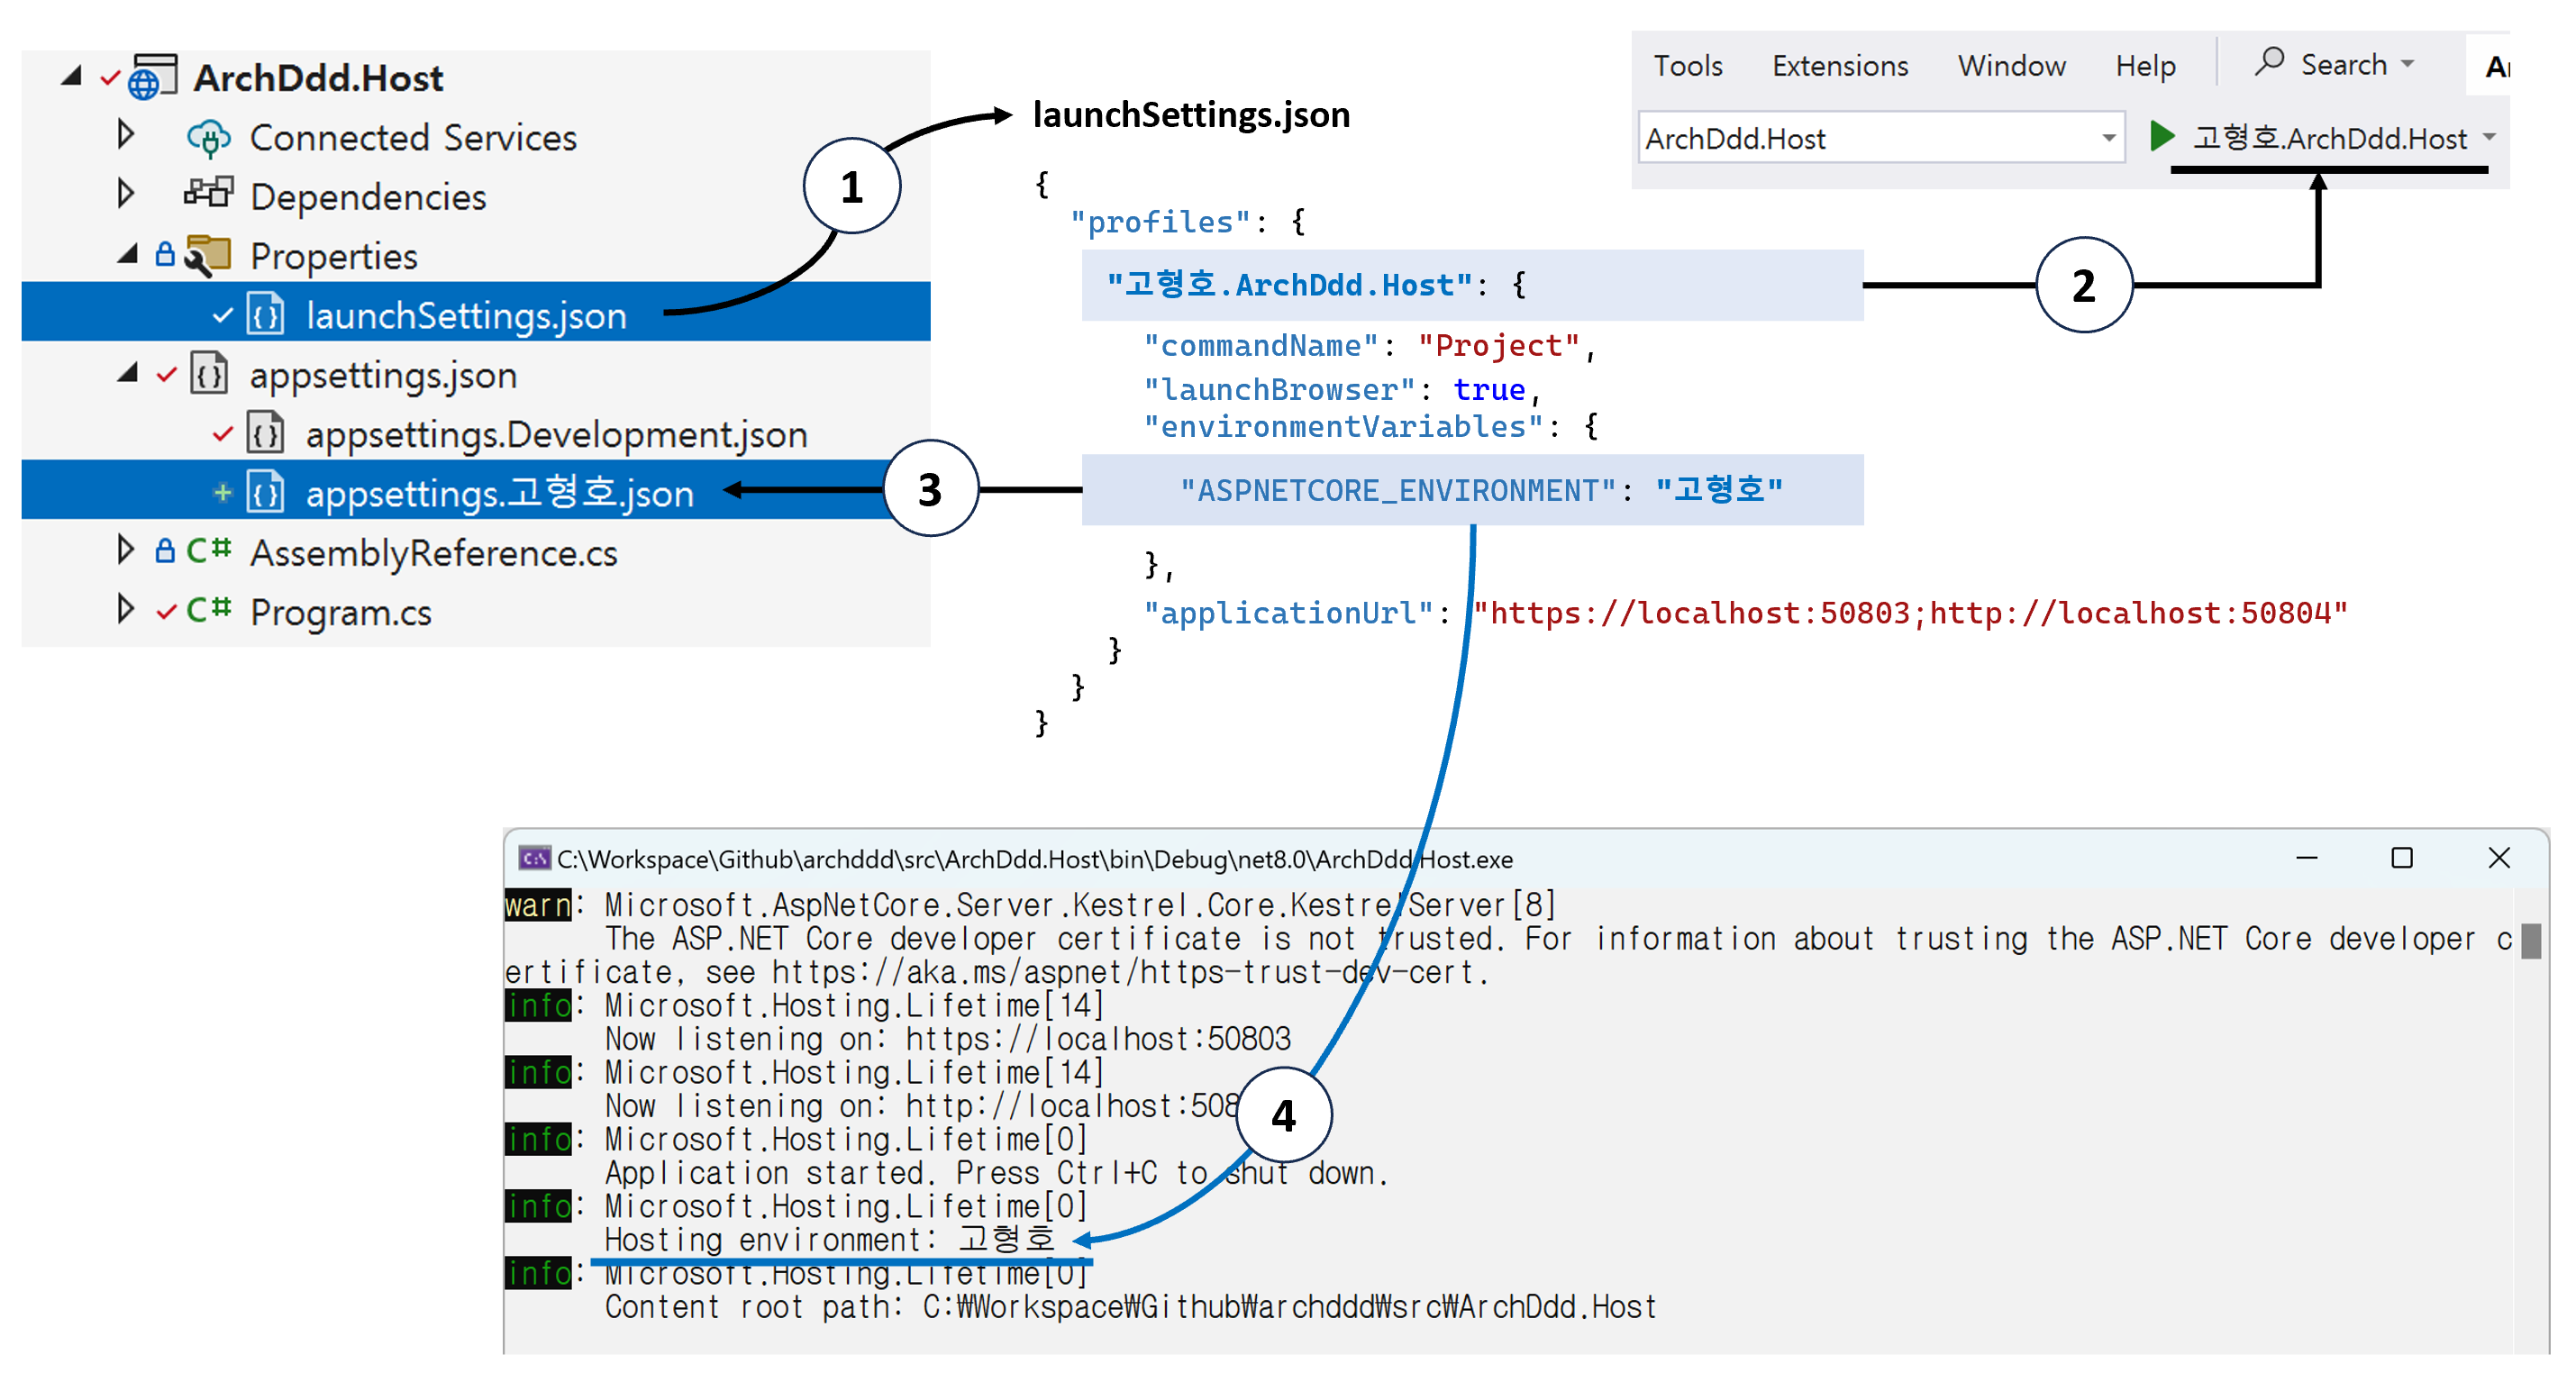 ArchDdd.Host
Connected Services
Dependencies
Properties
launchSettings.json
appsettings.json
appsettings.Development.json
appsettings.고형호.json
C# AssemblyReference.cs
C# Program.cs
1
launchSettings.json
{
"profiles": {
"고형호.ArchDdd.Host": {
"commandName": "Project",
"launchBrowser": true,
"environmentVariables": {
"ASPNETCORE_ENVIRONMENT": "고형호"
},
"applicationUrl": "https://localhost:50803;http://localhost:50804"
}
}
}
Tools Extensions Window Help Search
ArchDdd.Host 고형호.ArchDdd.Host
2
3
C:\Workspace\Github\archddd\src\ArchDdd.Host\bin\Debug\net8.0\ArchDdd.Host.exe
warn: Microsoft.AspNetCore.Server.Kestrel.Core.KestrelServer[8]
The ASP.NET Core developer certificate is not trusted. For information about trusting the ASP.NET Core developer c
ertificate, see https://aka.ms/aspnet/https-trust-dev-cert.
info: Microsoft.Hosting.Lifetime[14]
Now listening on: https://localhost:50803
info: Microsoft.Hosting.Lifetime[14]
Now listening on: http://localhost:508
info: Microsoft.Hosting.Lifetime[0]
Application started. Press Ctrl+C to shut down.
info: Microsoft.Hosting.Lifetime[0]
Hosting environment: 고형호
info: Microsoft.Hosting.Lifetime[0]
Content root path: C:₩Workspace₩Github₩archddd₩src₩ArchDdd.Host
4